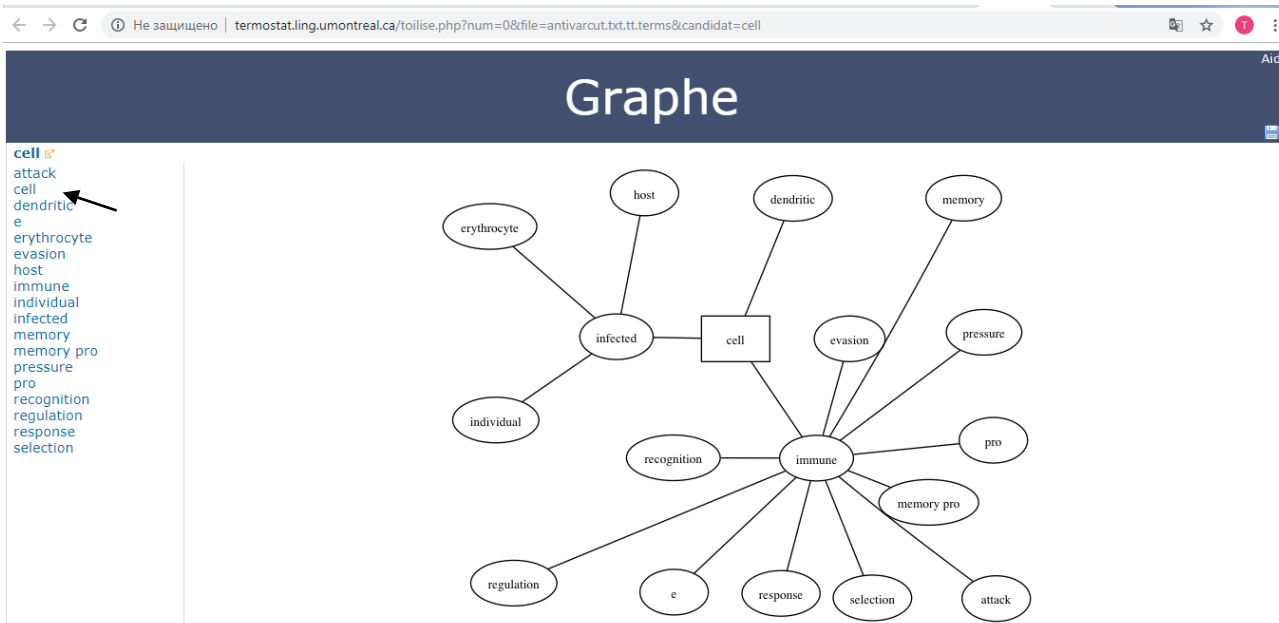 Не защищено | termostat.ling.umontreal.ca/toilise.php?num=0&file=antivarcut.txt.tt.terms&candidat=cell
T
Aid
Graphe
cell
attack
cell
dendritic
e
erythrocyte
evasion
host
immune
individual
infected
memory
memory pro
pressure
pro
recognition
regulation
response
selection
host
dendritic
memory
erythrocyte
infected
cell
evasion
pressure
individual
pro
recognition
immune
memory pro
regulation
e
response
selection
attack